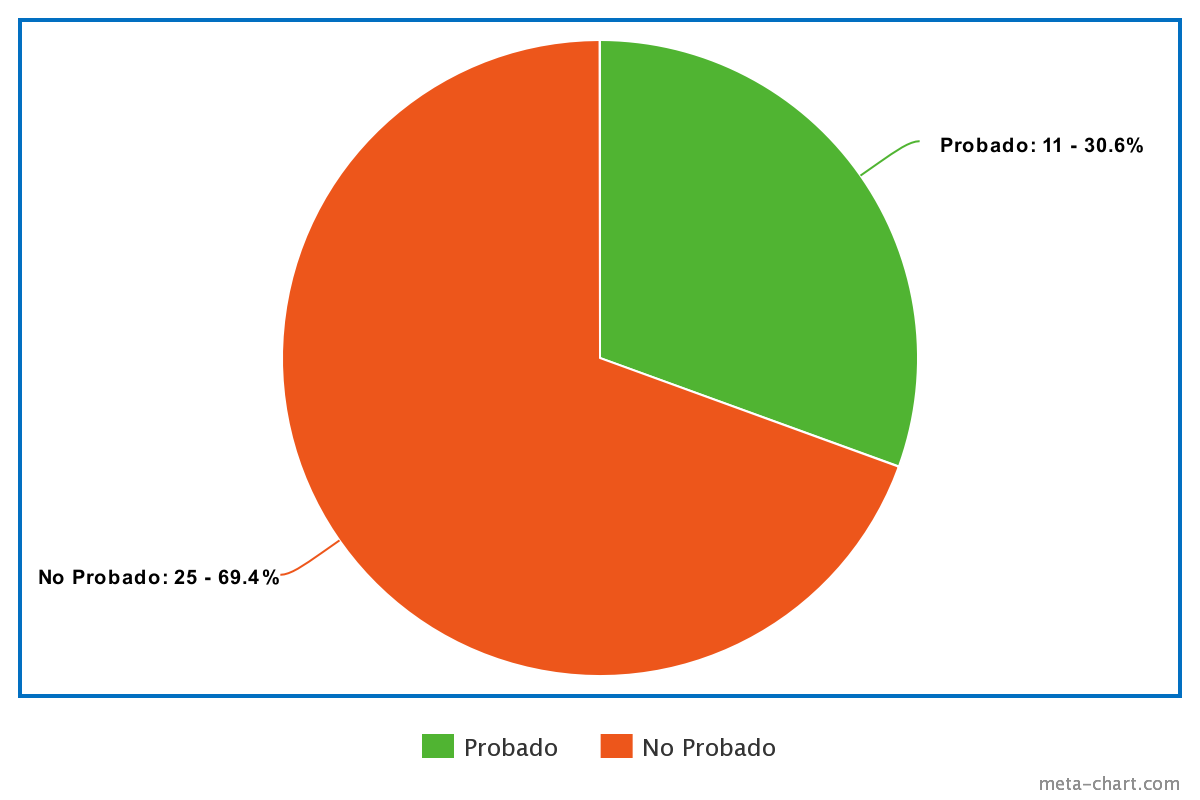 Probado: 11 - 30.6%
No Probado: 25 - 69.4%
Probado
No Probado
meta-chart.com